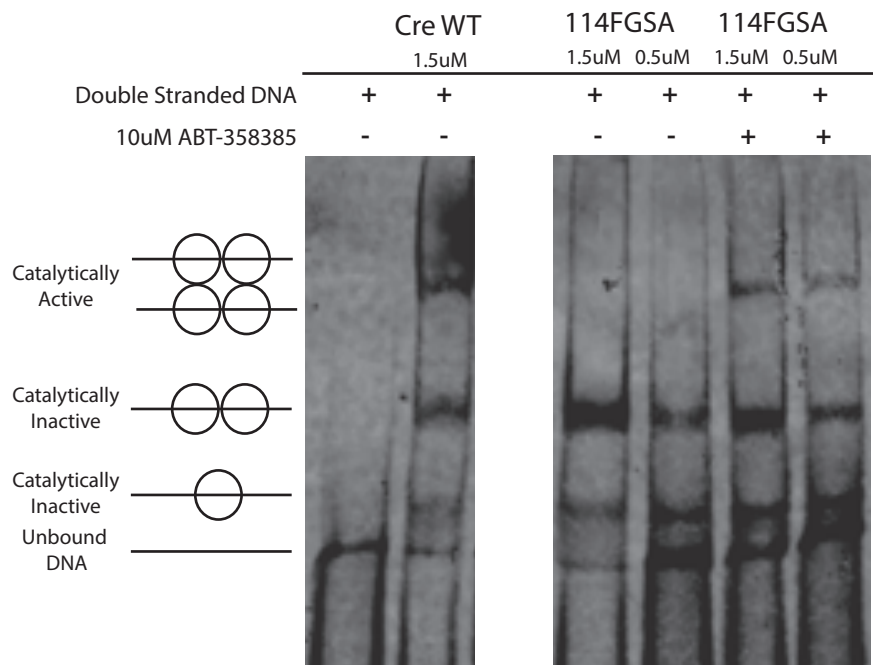 Cre WT 114FGSA 114FGSA
1.5uM 1.5uM 0.5uM 1.5uM 0.5uM
Double Stranded DNA + + + + + +
10uM ABT-358385 - - - - + +
Catalytically
Active
Catalytically
Inactive
Catalytically
Inactive
Unbound
DNA